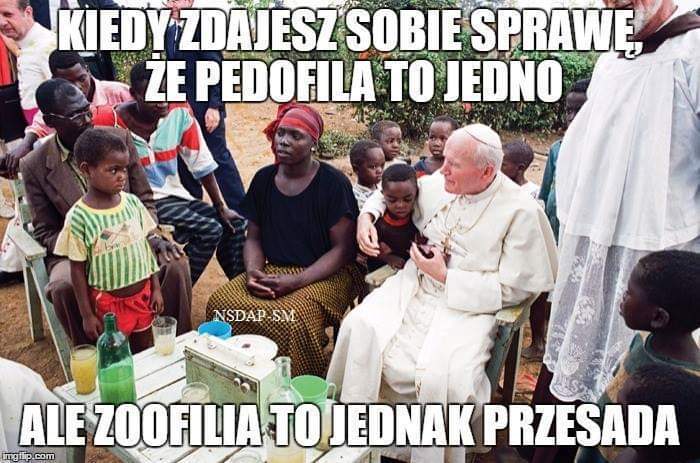 KIEDY ZDAJESZ SOBIE SPRAWĘ,
ŻE PEDOFILA TO JEDNO
NSDAP-SM
ALE ZOOFILIA TO JEDNAK PRZESADA
imgflip.com